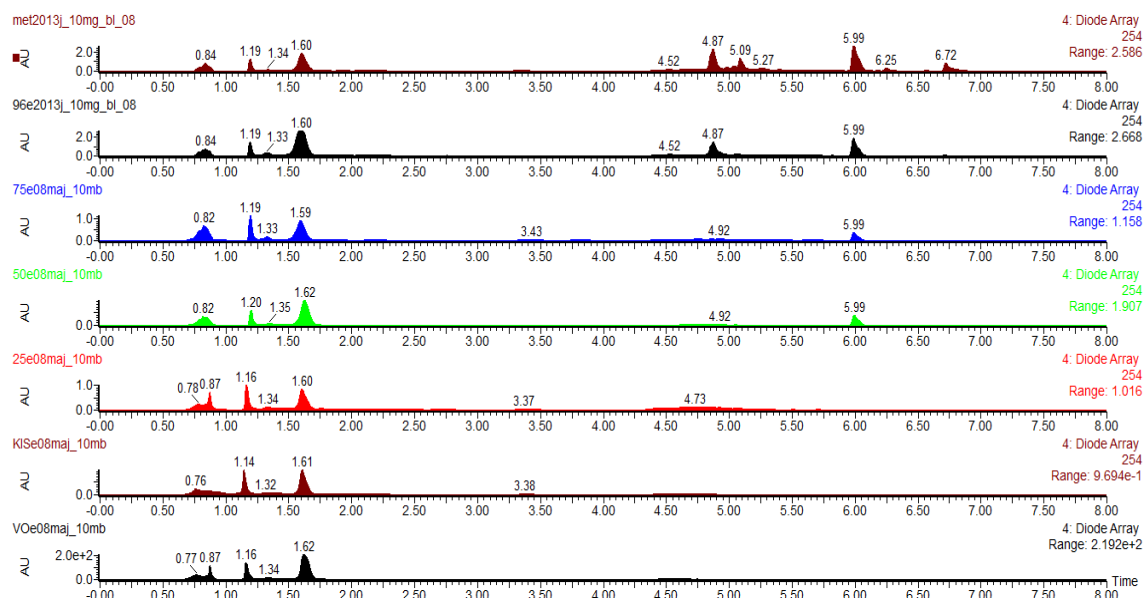 met2013j_10mg_bl_08
4: Diode Array
254
Range: 2.586
AU
2.0
0.0
0.84 1.19 1.34 1.60 4.52 4.87 5.09 5.27 5.99 6.25 6.72
-0.00 0.50 1.00 1.50 2.00 2.50 3.00 3.50 4.00 4.50 5.00 5.50 6.00 6.50 7.00 7.50 8.00
96e2013j_10mg_bl_08
4: Diode Array
254
Range: 2.668
AU
2.0
0.0
0.84 1.19 1.33 1.60 4.52 4.87 5.99
-0.00 0.50 1.00 1.50 2.00 2.50 3.00 3.50 4.00 4.50 5.00 5.50 6.00 6.50 7.00 7.50 8.00
75e08maj_10mb
4: Diode Array
254
Range: 1.158
AU
1.0
0.0
0.82 1.19 1.33 1.59 3.43 4.92 5.99
-0.00 0.50 1.00 1.50 2.00 2.50 3.00 3.50 4.00 4.50 5.00 5.50 6.00 6.50 7.00 7.50 8.00
50e08maj_10mb
4: Diode Array
254
Range: 1.907
AU
0.0
0.82 1.20 1.35 1.62 4.92 5.99
-0.00 0.50 1.00 1.50 2.00 2.50 3.00 3.50 4.00 4.50 5.00 5.50 6.00 6.50 7.00 7.50 8.00
25e08maj_10mb
4: Diode Array
254
Range: 1.016
AU
1.0
0.0
0.78 0.87 1.16 1.34 1.60 3.37 4.73
-0.00 0.50 1.00 1.50 2.00 2.50 3.00 3.50 4.00 4.50 5.00 5.50 6.00 6.50 7.00 7.50 8.00
KISe08maj_10mb
4: Diode Array
254
Range: 9.694e-1
AU
0.0
0.76 1.14 1.32 1.61 3.38
-0.00 0.50 1.00 1.50 2.00 2.50 3.00 3.50 4.00 4.50 5.00 5.50 6.00 6.50 7.00 7.50 8.00
VOe08maj_10mb
4: Diode Array
Range: 2.192e+2
AU
2.0e+2
0.0
0.77 0.87 1.16 1.34 1.62
Time
-0.00 0.50 1.00 1.50 2.00 2.50 3.00 3.50 4.00 4.50 5.00 5.50 6.00 6.50 7.00 7.50 8.00